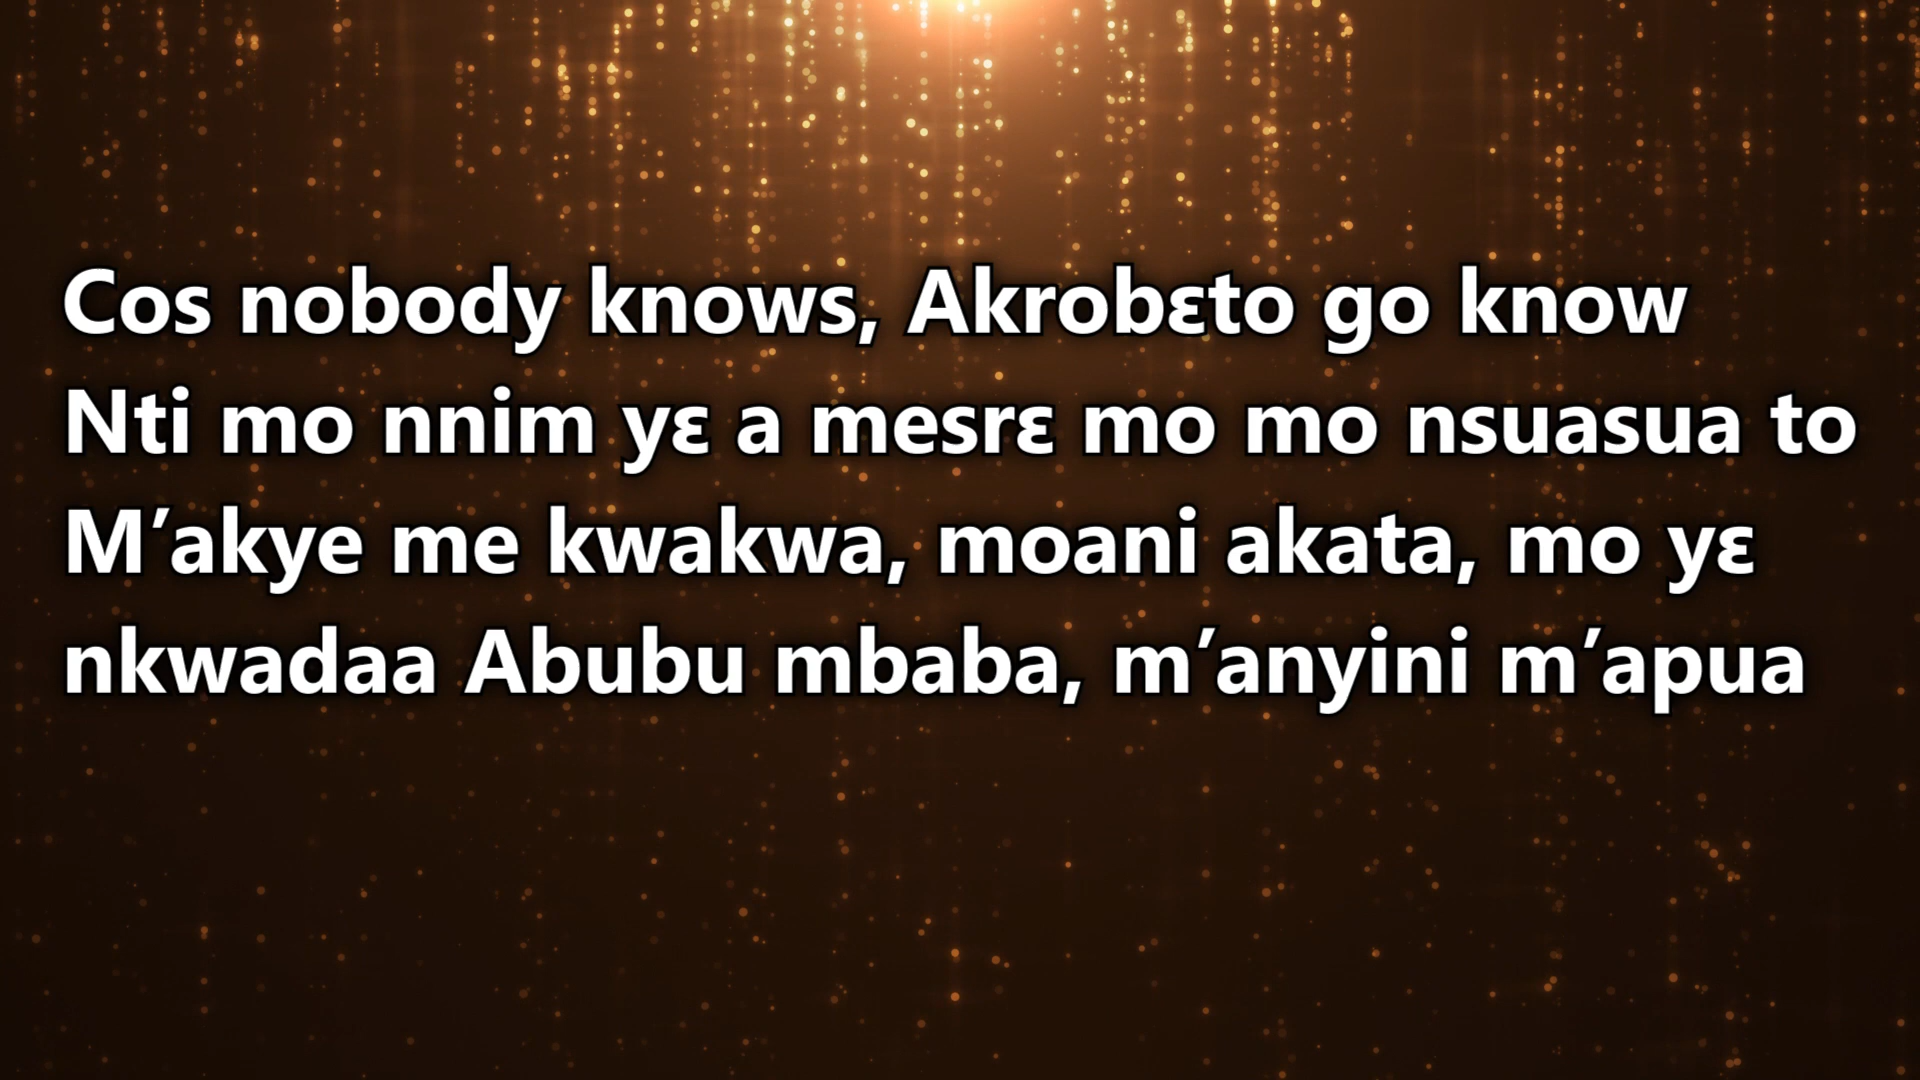 Cos nobody knows, Akrobɛto go know
Nti mo nnim yɛ a mesrɛ mo mo nsuasua to
M’akye me kwakwa, moani akata, mo yɛ
nkwadaa Abubu mbaba, m’anyini m’apua